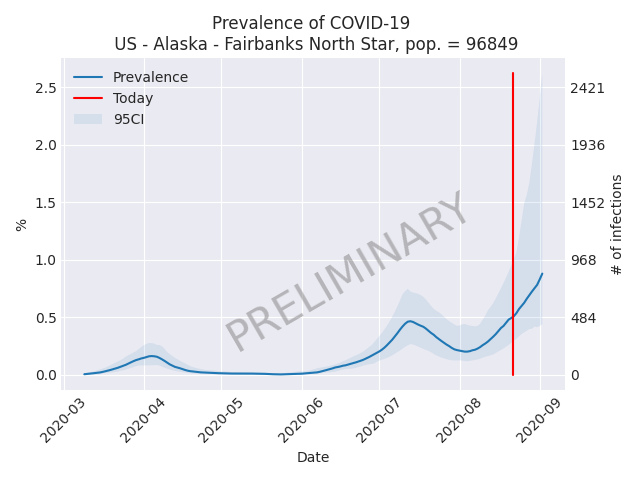 Prevalence of COVID-19
US - Alaska - Fairbanks North Star, pop. = 96849
Prevalence
Today
95CI
2.5
2.0
1.5
1.0
0.5
0.0
%
2421
1936
1452
968
484
0
# of infections
PRELIMINARY
2020-03
2020-04
2020-05
2020-06
2020-07
2020-08
2020-09
Date